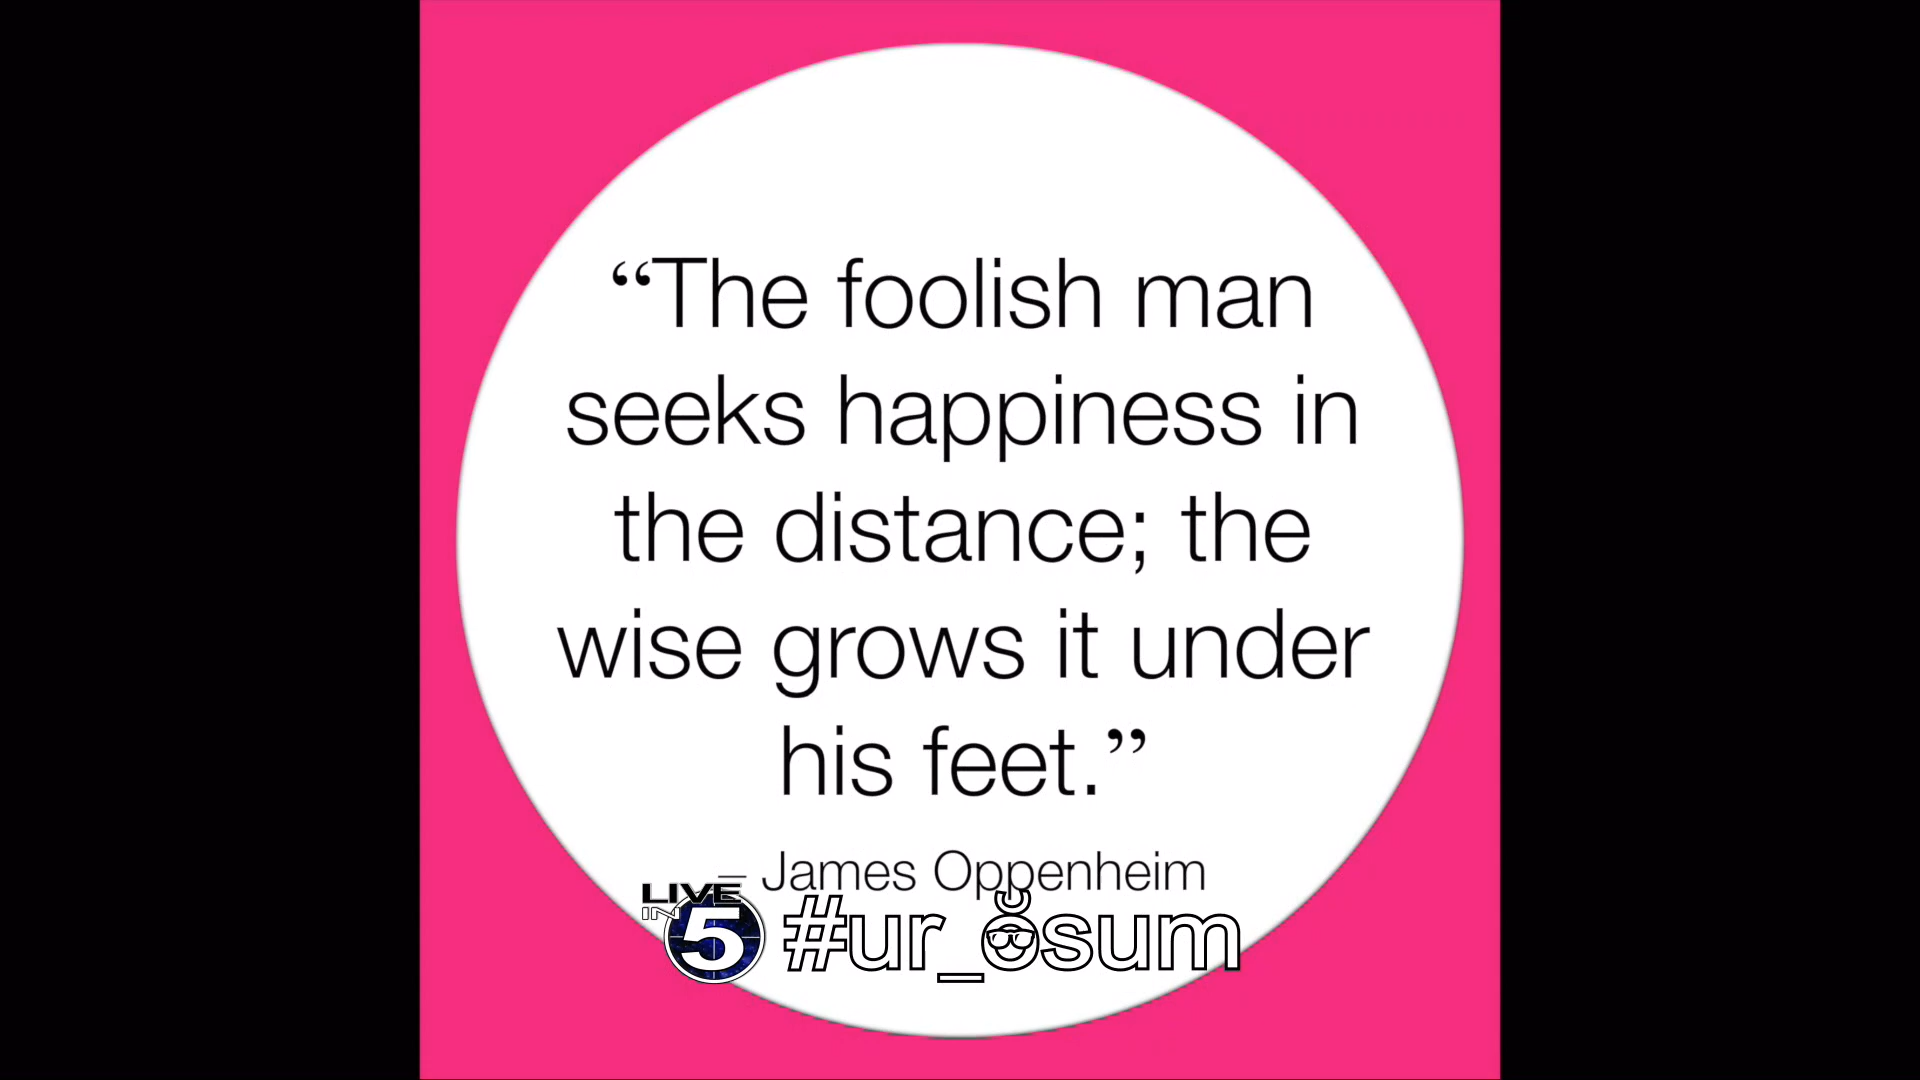 “The foolish man
seeks happiness in
the distance; the
wise grows it under
his feet.”
– James Oppenheim
LIVE
IN
5
#ur_ŏsum